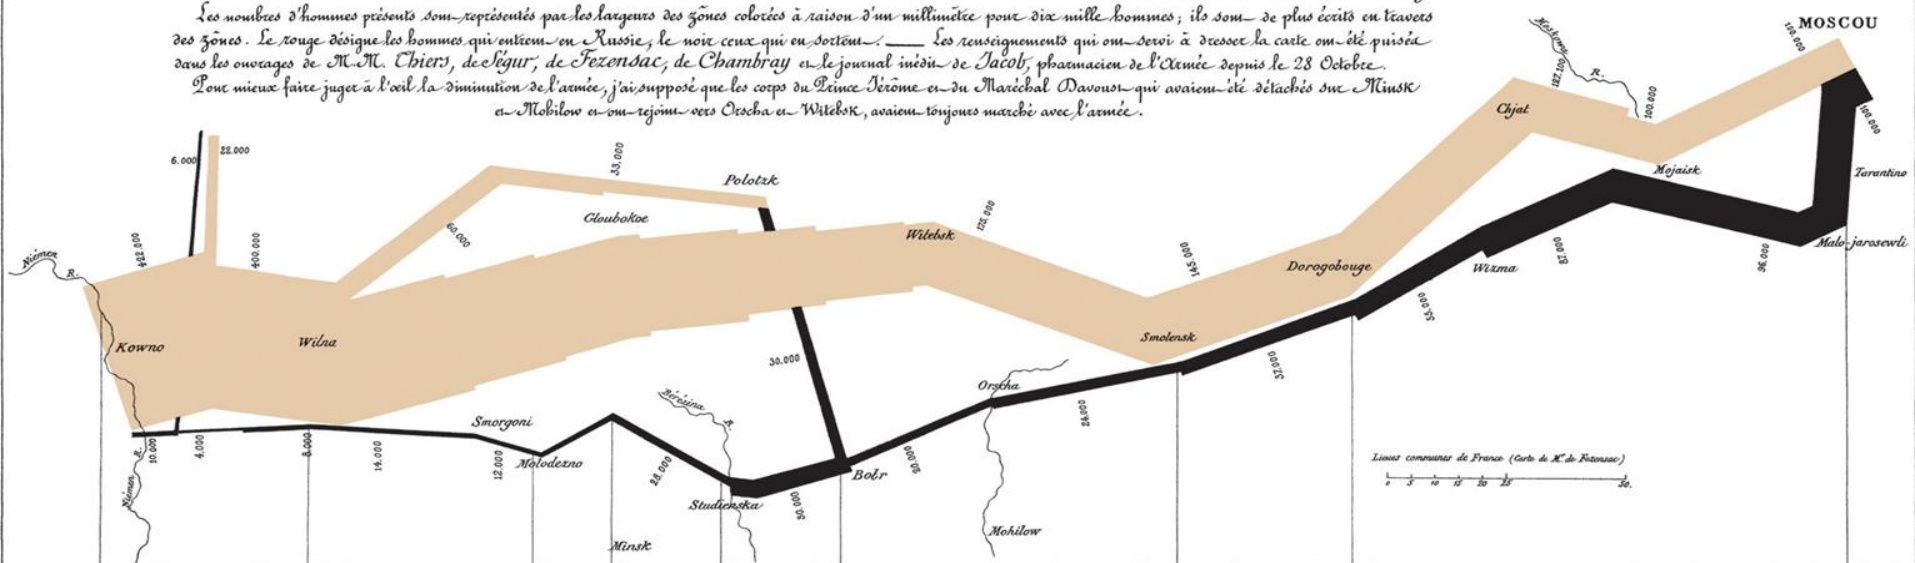 Les nombres d'hommes présents sont représentés par les largeurs des zônes colorées à raison d'un millimètre pour dix mille hommes; ils sont de plus écrits en travers
des zônes. Le rouge désigne les hommes qui entrent en Russie, le noir ceux qui en sortent. — Les renseignements qui ont servi à dresser la carte ont été puisés
dans les ouvrages de M.M. Thiers, de Ségur, de Fezensac, de Chambray et le journal inédit de Jacob, pharmacien de l'Armée depuis le 28 Octobre.
Pour mieux faire juger à l'œil la diminution de l'armée, j'ai supposé que les corps du Prince Jérôme et du Maréchal Davoust qui avaient été détachés sur Minsk
et Mohilow et ont rejoint vers Orscha et Witebsk, avaient toujours marché avec l'armée.
MOSCOU
100.000
Moskowa
R.
127.100
100.000
100.000
Chjat
Mojaisk
Tarantino
Malo-jarosewli
6.000
22.000
33.000
Polotzk
Gloubokoe
60.000
Witebsk
175.000
145.000
Dorogobouge
Wizma
87.000
96.000
55.000
Niémen
R.
422.000
400.000
Kowno
Wilna
Smolensk
30.000
37.000
Orscha
24.000
Bérézina
R.
Smorgoni
Molodezno
10.000
4.000
8.000
14.000
12.000
28.000
Studienska
50.000
Bobr
20.000
Niémen
R.
Minsk
Mohilow
Lieues communes de France (Carte de M. de Fezensac)
0 5 10 15 20 25 50.